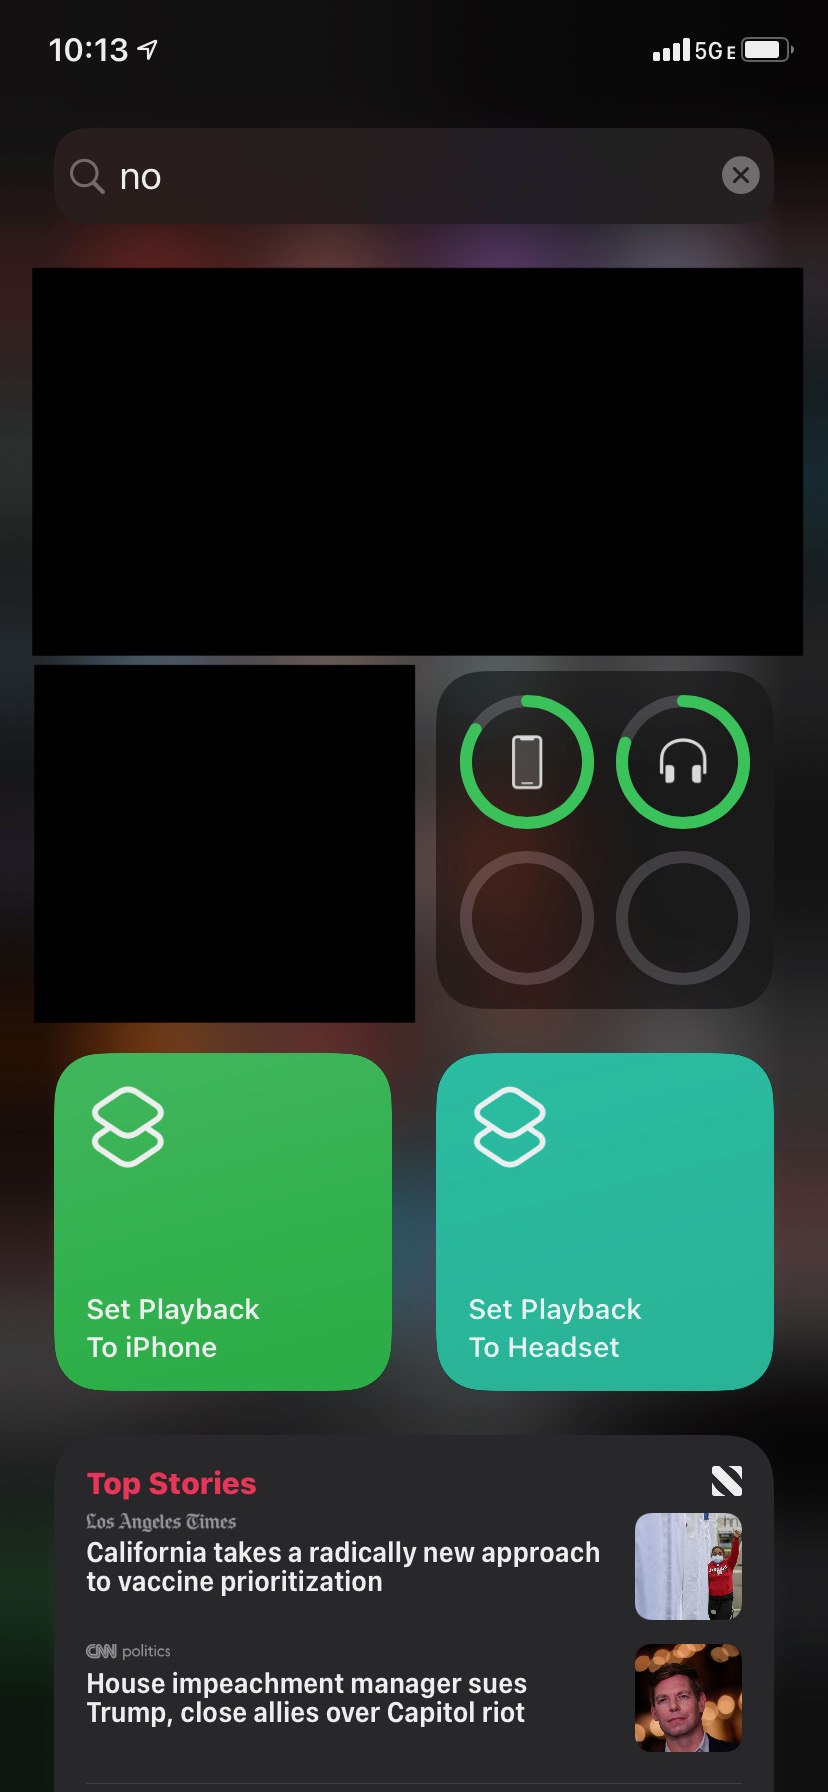 10:13
5G E
no
Set Playback
To iPhone
Set Playback
To Headset
Top Stories
Los Angeles Times
California takes a radically new approach
to vaccine prioritization
CNN politics
House impeachment manager sues
Trump, close allies over Capitol riot